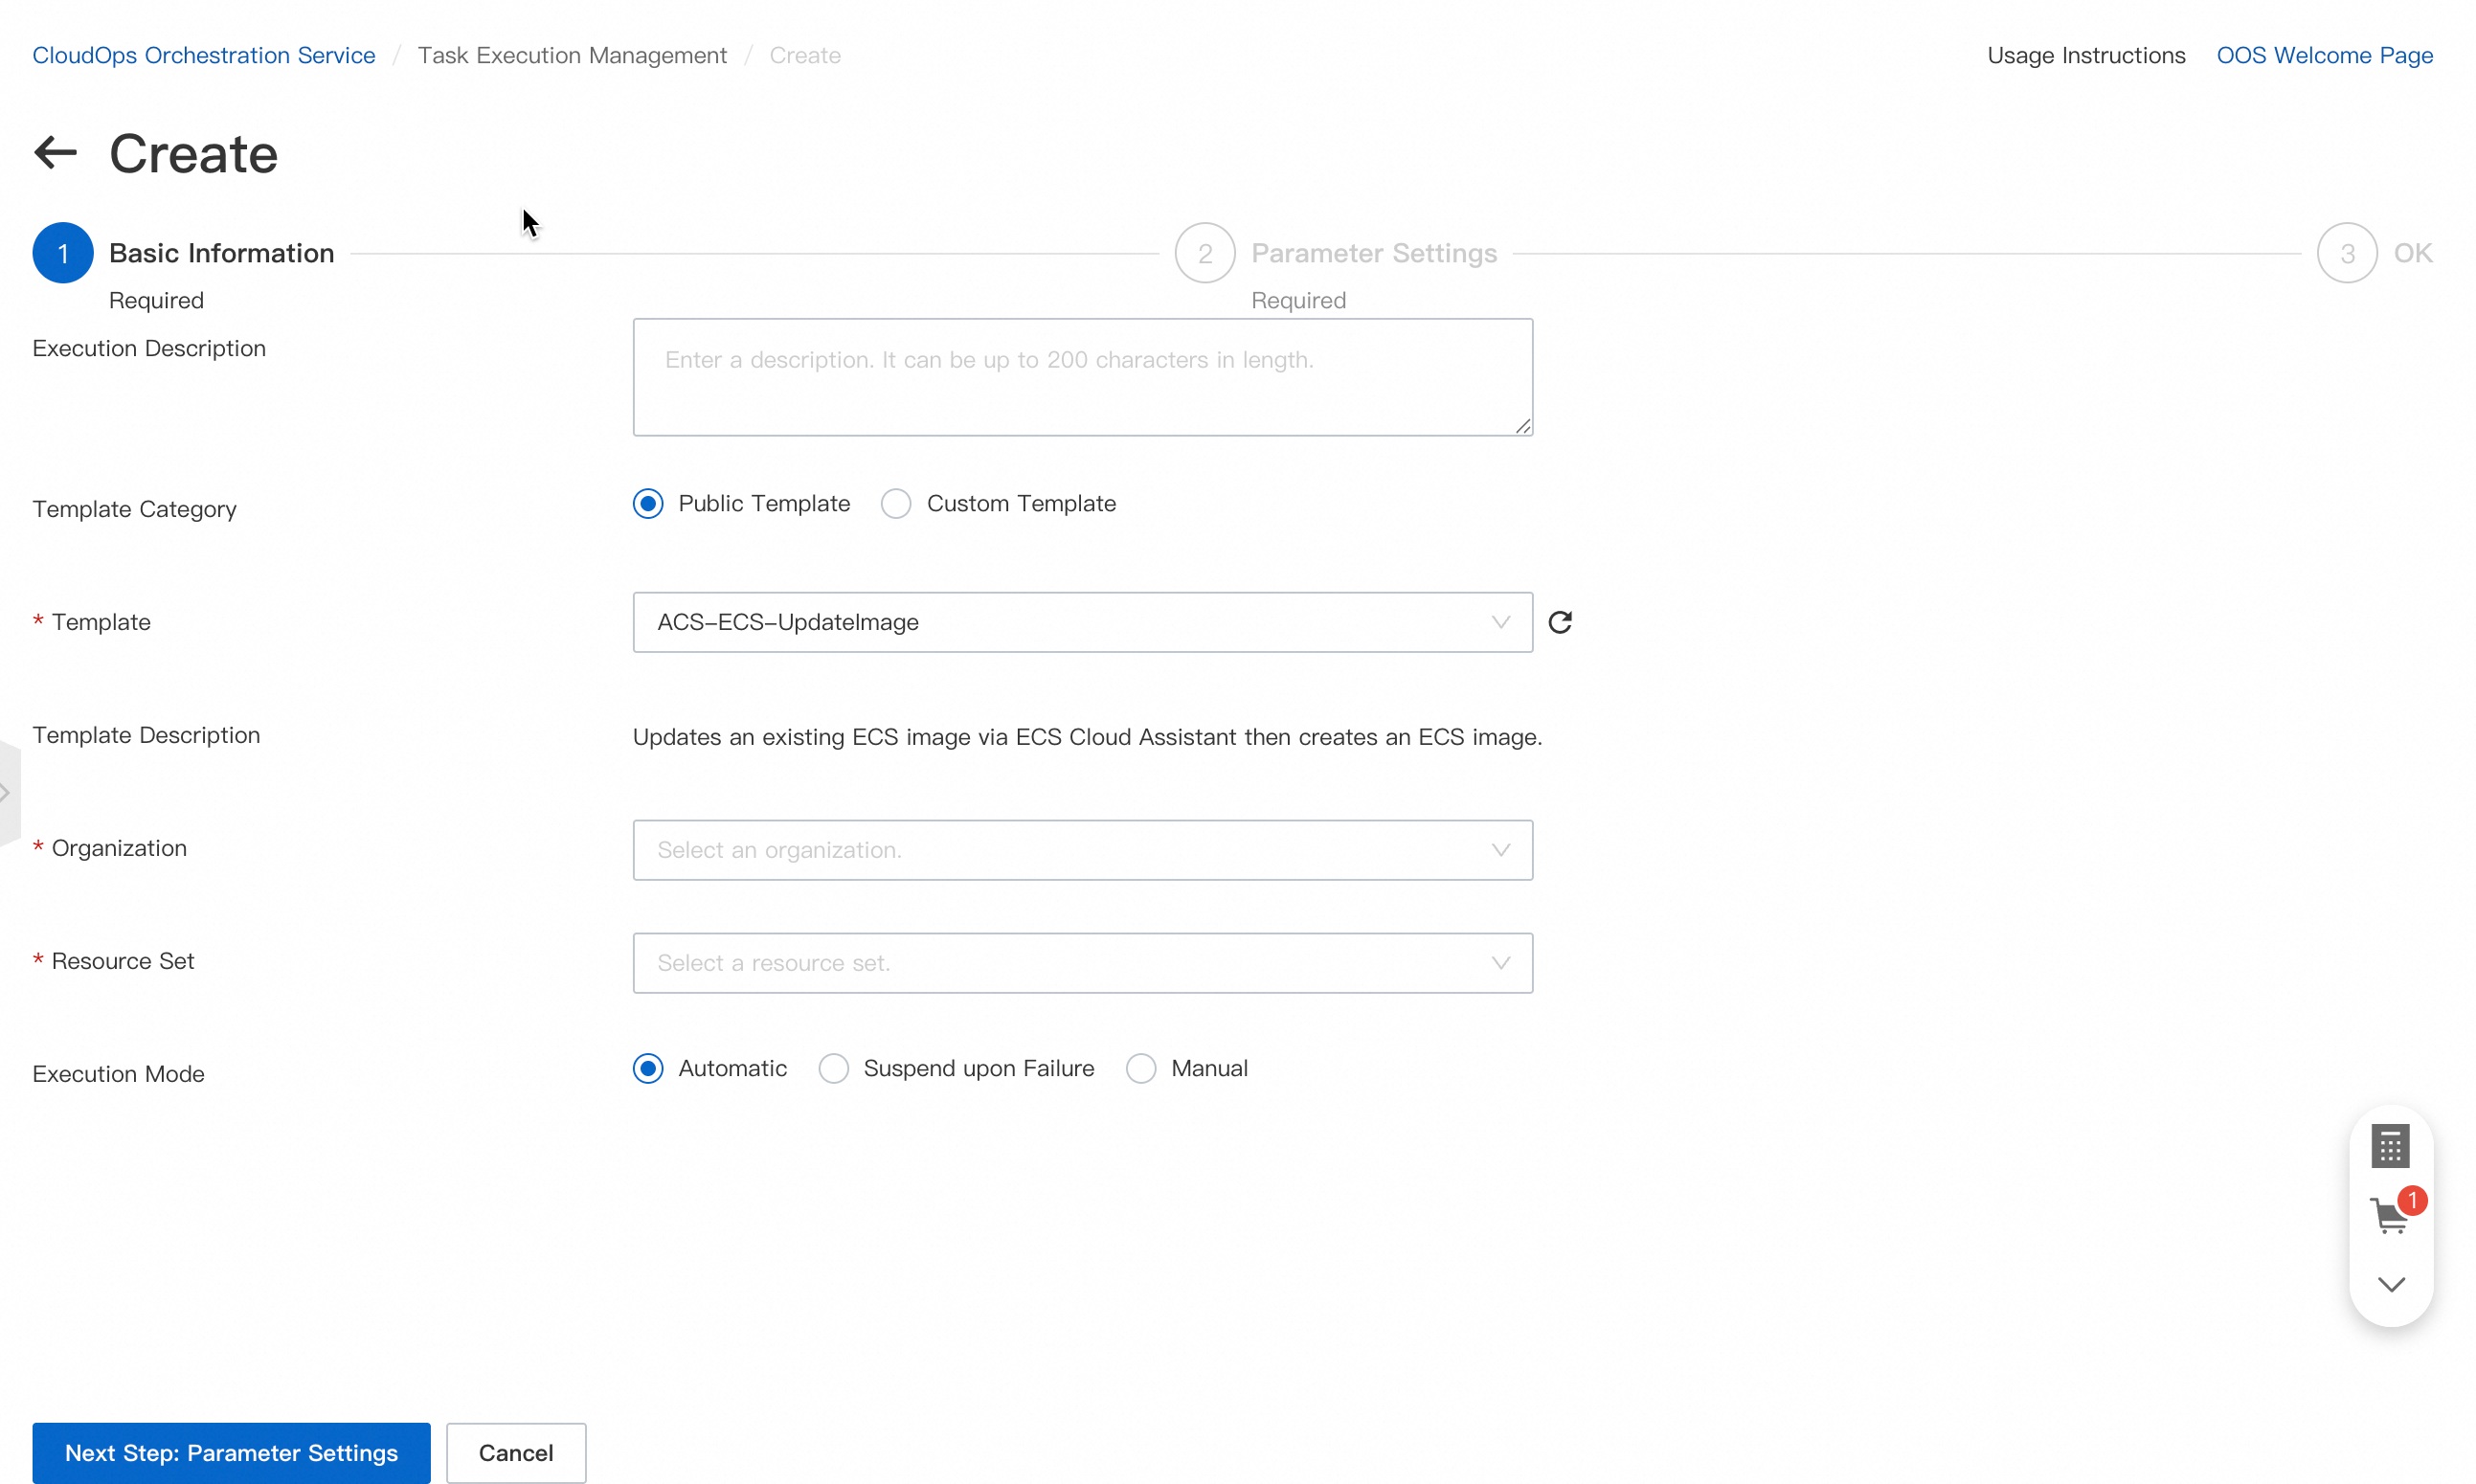 CloudOps Orchestration Service / Task Execution Management / Create
Usage Instructions OOS Welcome Page
Create
1 Basic Information
Required
2 Parameter Settings
Required
3 OK
Execution Description
Enter a description. It can be up to 200 characters in length.
Template Category
Public Template Custom Template
* Template
ACS-ECS-UpdateImage
Template Description
Updates an existing ECS image via ECS Cloud Assistant then creates an ECS image.
* Organization
Select an organization.
* Resource Set
Select a resource set.
Execution Mode
Automatic Suspend upon Failure Manual
1
Next Step: Parameter Settings
Cancel